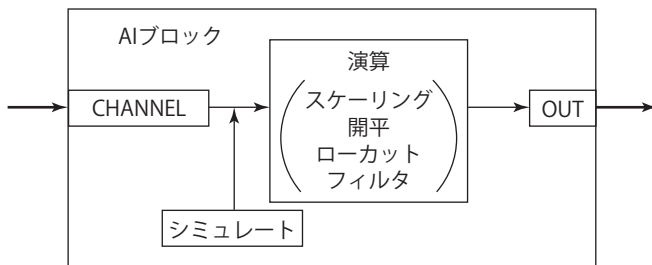 AIブロック
演算
CHANNEL
スケーリング
開平
ローカット
フィルタ
OUT
シミュレート